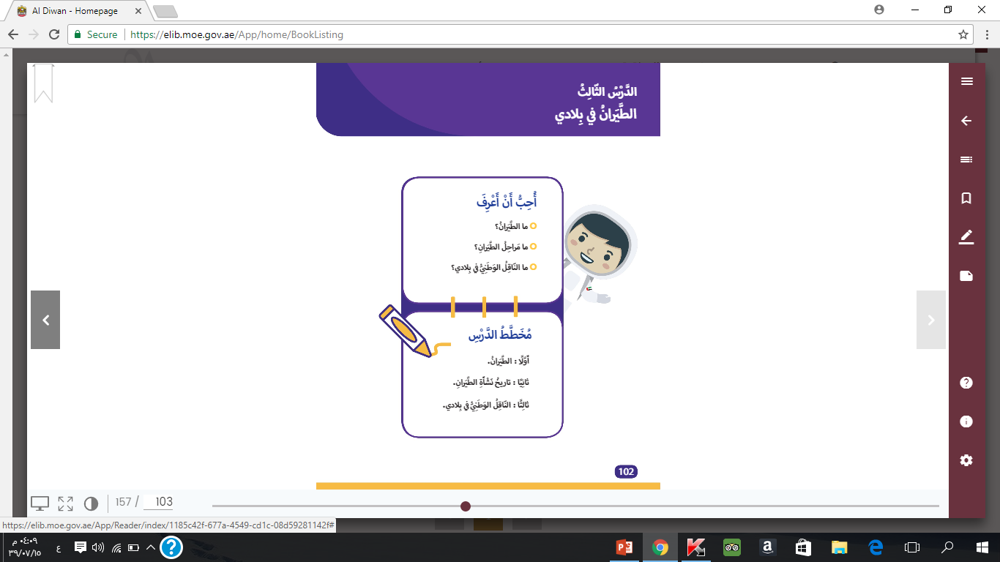 Al Diwan - Homepage
Secure
https://elib.moe.gov.ae/App/home/BookListing
الدَّرْسُ الثّالِثُ
الطَّيَرانُ في بِلادي
أُحِبُّ أَنْ أَعْرِفَ
ما الطَّيَرانُ؟
ما مَراحِلُ الطَّيَرانِ؟
ما النّاقِلُ الوَطَنِيُّ في بِلادي؟
مُخَطَّطُ الدَّرْسِ
أَوَّلًا : الطَّيَرانُ.
ثانِيًا : تاريخُ نَشْأَةِ الطَّيَرانِ.
ثالِثًا : النّاقِلُ الوَطَنِيُّ في بِلادي.
102
157 / 103
https://elib.moe.gov.ae/App/Reader/index/1185c42f-677a-4549-cd1c-08d59281142f#
ع
٠٤:٠٩ م
٣٩/٠٧/١٥